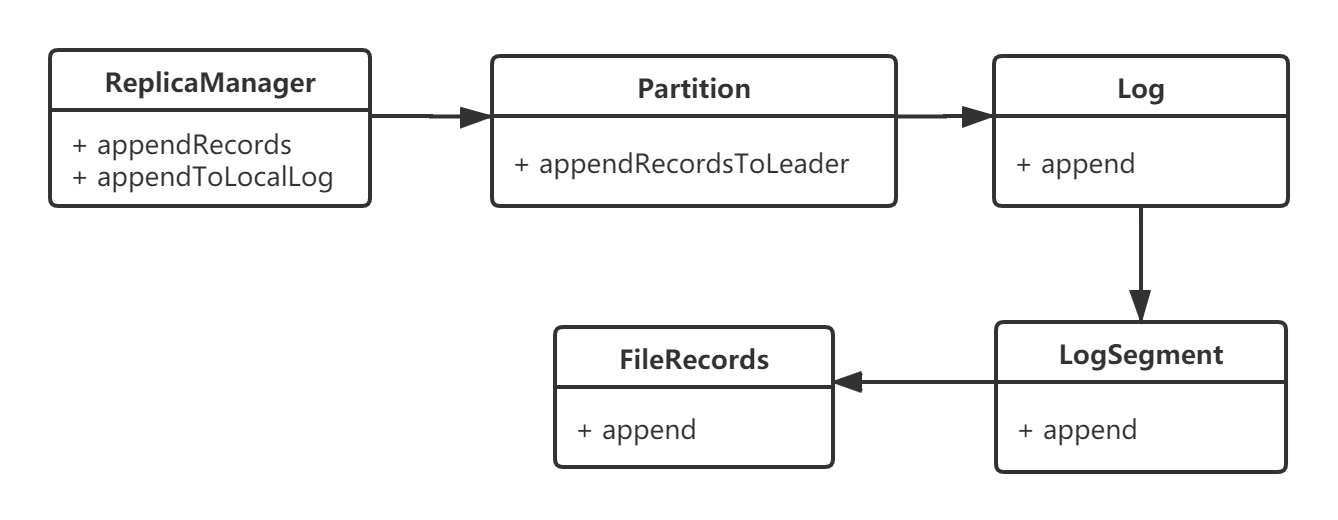 ReplicaManager
+ appendRecords
+ appendToLocalLog
Partition
+ appendRecordsToLeader
Log
+ append
FileRecords
+ append
LogSegment
+ append